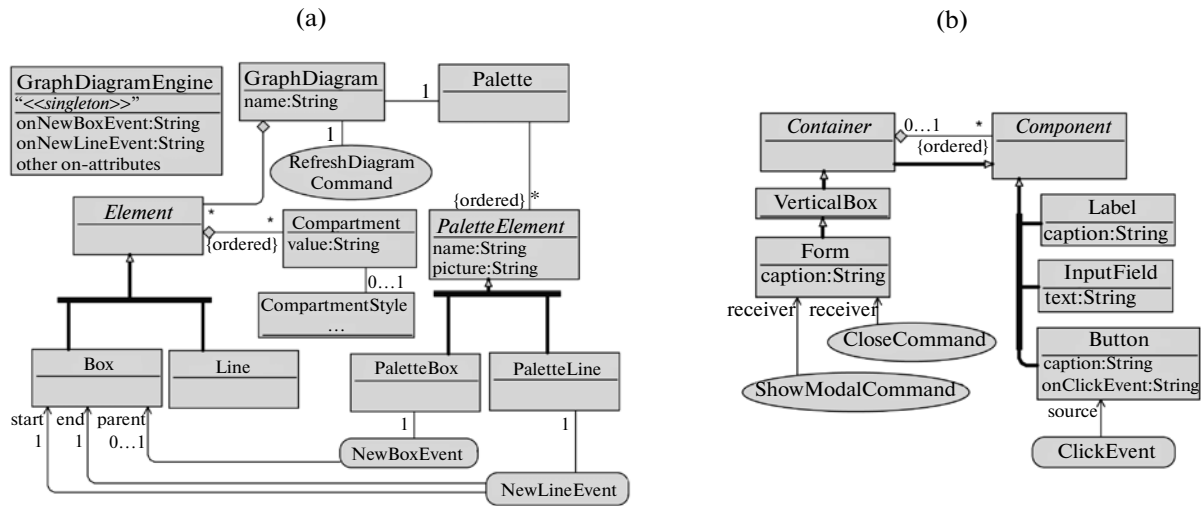 (a)
GraphDiagramEngine
“<<singleton>>”
onNewBoxEvent:String
onNewLineEvent:String
other on-attributes
GraphDiagram
name:String
1
Palette
1
RefreshDiagram
Command
Element
*
{ordered}
*
Compartment
value:String
0...1
CompartmentStyle
...
{ordered}
*
PaletteElement
name:String
picture:String
Box
Line
PaletteBox
PaletteLine
start
1
end
1
parent
0...1
1
1
NewBoxEvent
NewLineEvent
(b)
Container
0...1
*
{ordered}
Component
VerticalBox
Form
caption:String
receiver
receiver
CloseCommand
ShowModalCommand
Label
caption:String
InputField
text:String
Button
caption:String
onClickEvent:String
source
ClickEvent